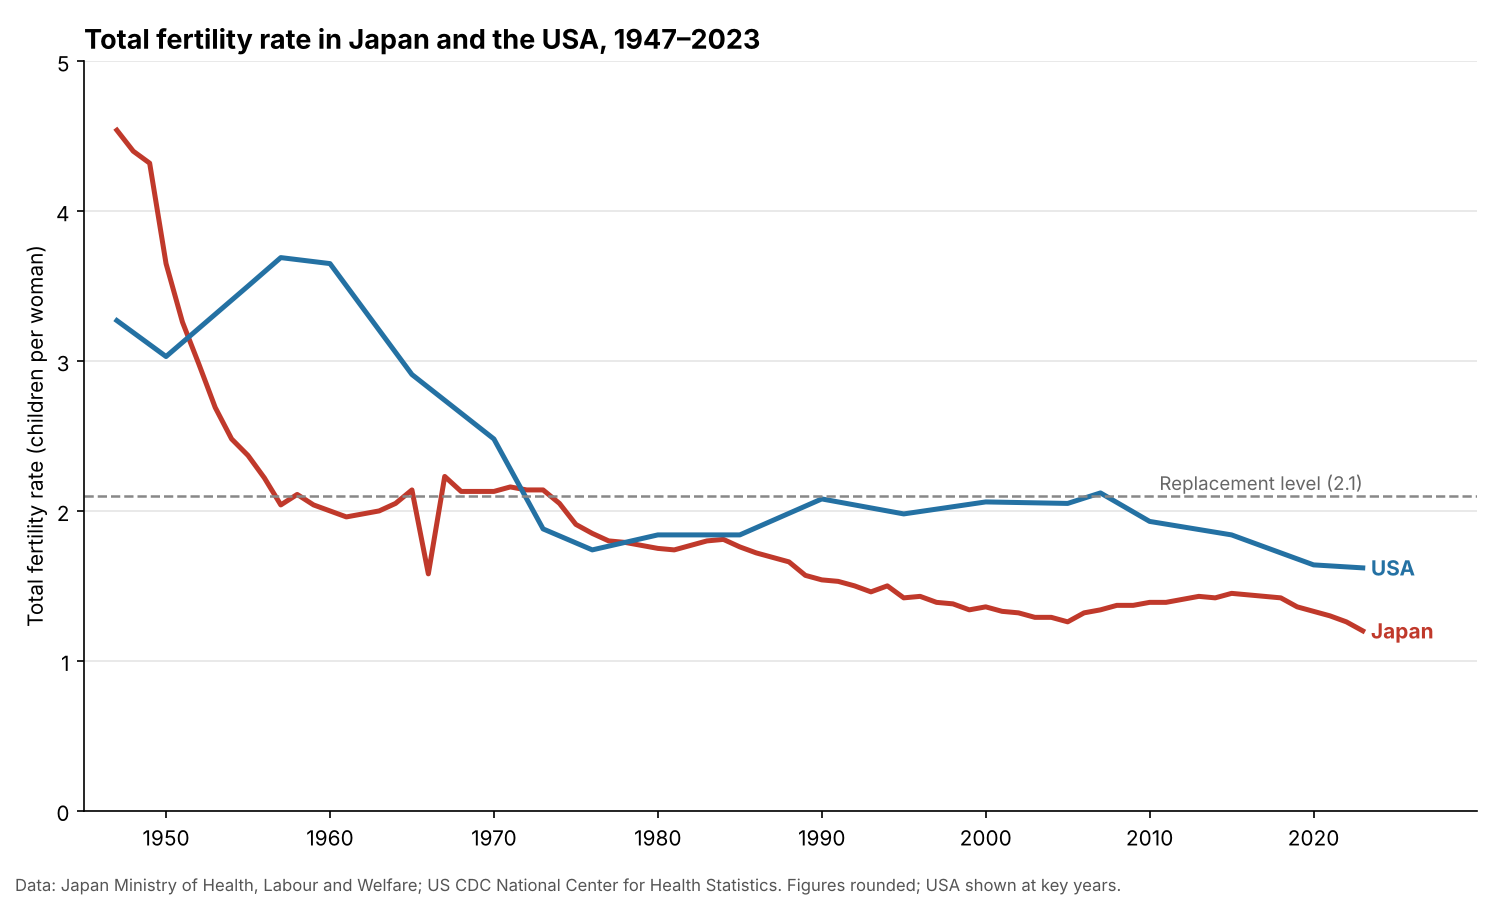 Total fertility rate in Japan and the USA, 1947–2023
Total fertility rate (children per woman)
5
4
3
2
1
0
Replacement level (2.1)
USA
Japan
1950 1960 1970 1980 1990 2000 2010 2020
Data: Japan Ministry of Health, Labour and Welfare; US CDC National Center for Health Statistics. Figures rounded; USA shown at key years.